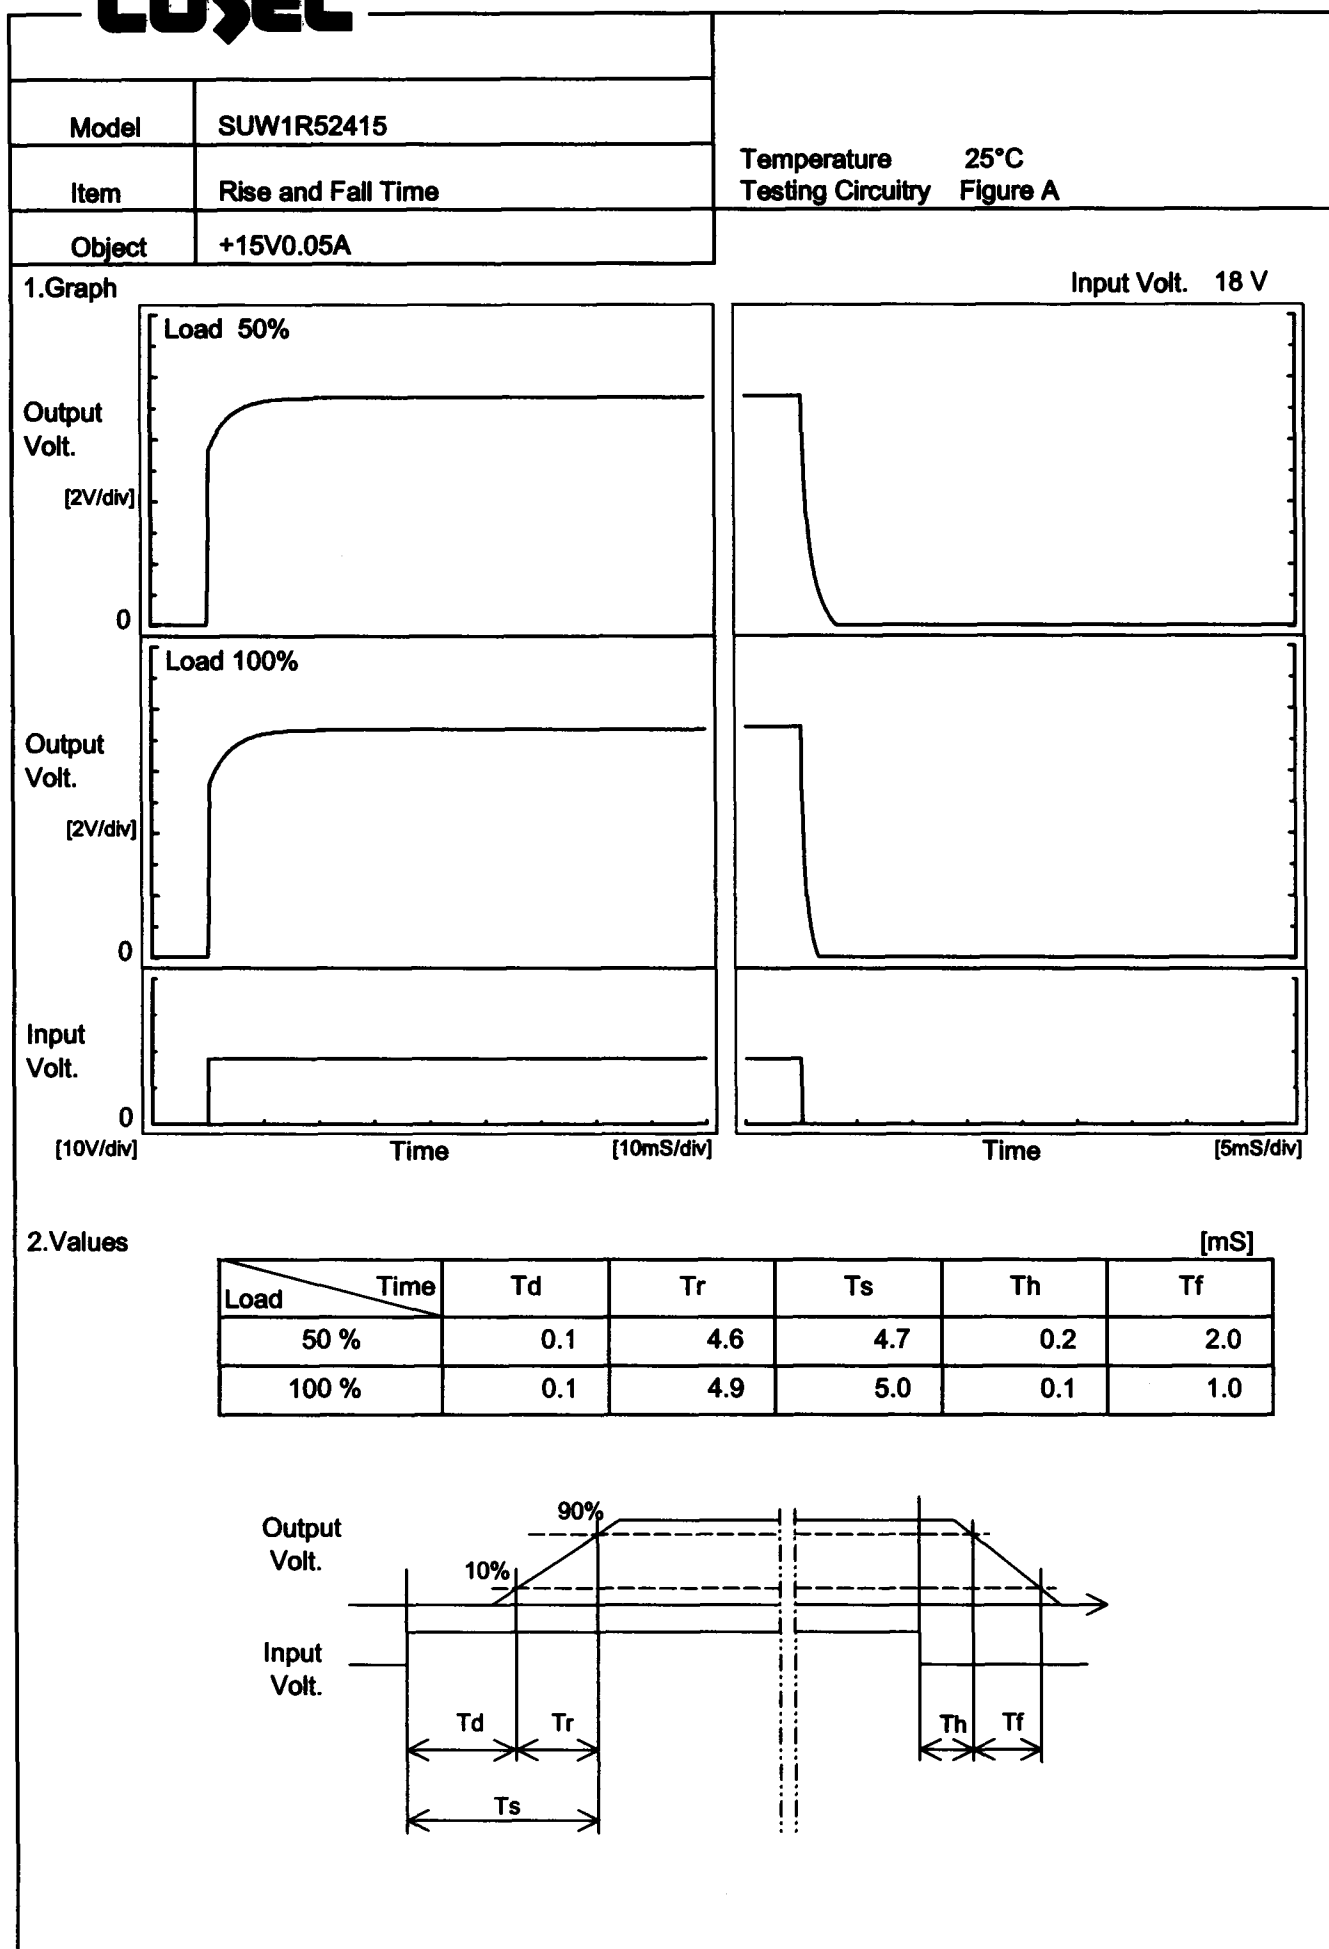 COSEL
Model SUW1R52415
Temperature 25°C
Item Rise and Fall Time
Testing Circuitry Figure A
Object +15V0.05A
1.Graph
Input Volt. 18 V
Load 50%
Output
Volt.
[2V/div]
0
Load 100%
Output
Volt.
[2V/div]
0
Input
Volt.
0
[10V/div] Time [10mS/div] Time [5mS/div]
2.Values
[mS]
Load Time Td Tr Ts Th Tf
50 % 0.1 4.6 4.7 0.2 2.0
100 % 0.1 4.9 5.0 0.1 1.0
90%
Output
Volt.
10%
Input
Volt.
Td Tr Th Tf
Ts